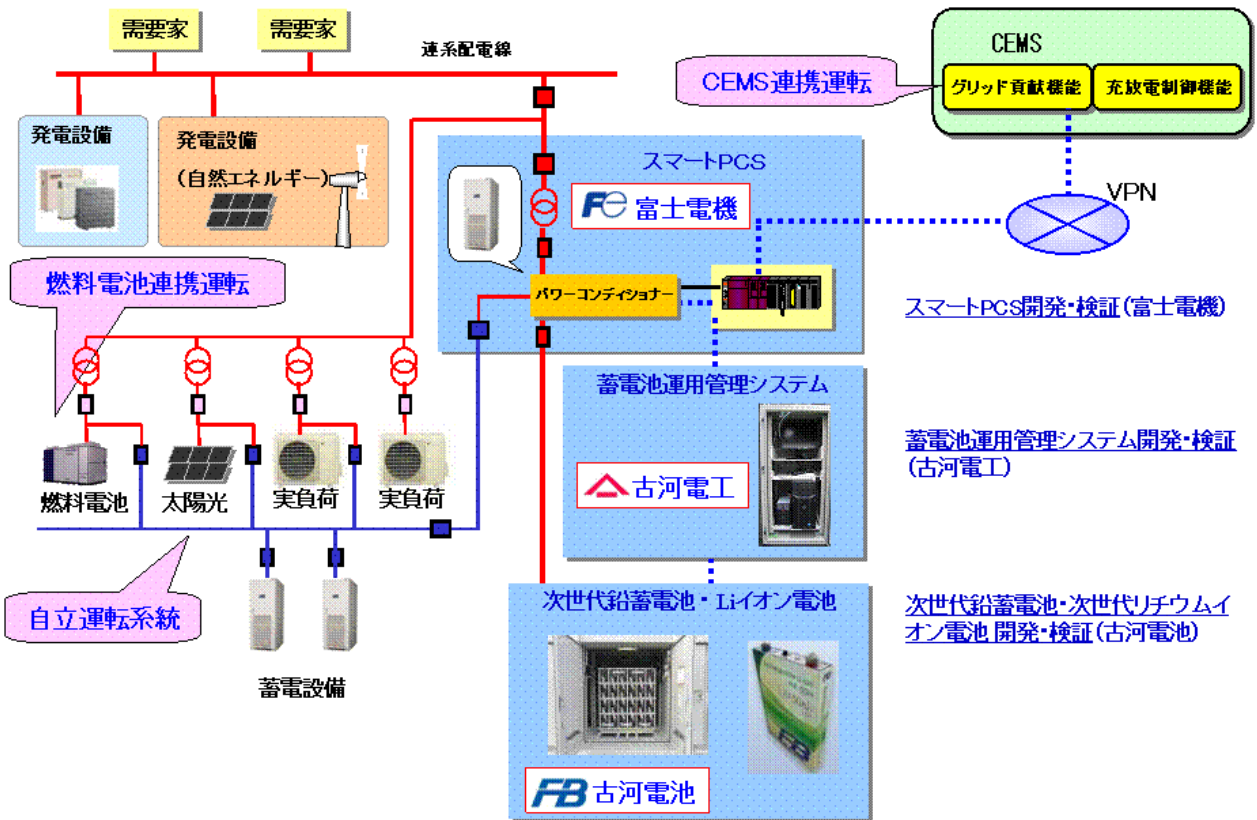 需要家
需要家
連系配電線
CEMS
グリッド貢献機能
充放電制御機能
CEMS連携運転
発電設備
発電設備
(自然エネルギー)
スマートPCS
Fe 富士電機
VPN
燃料電池連携運転
パワーコンディショナー
スマートPCS開発・検証(富士電機)
蓄電池運用管理システム
古河電工
蓄電池運用管理システム開発・検証
(古河電工)
燃料電池
太陽光
実負荷
実負荷
自立運転系統
蓄電設備
次世代鉛蓄電池・Liイオン電池
FB
FB 古河電池
次世代鉛蓄電池・次世代リチウムイ
オン電池 開発・検証(古河電池)